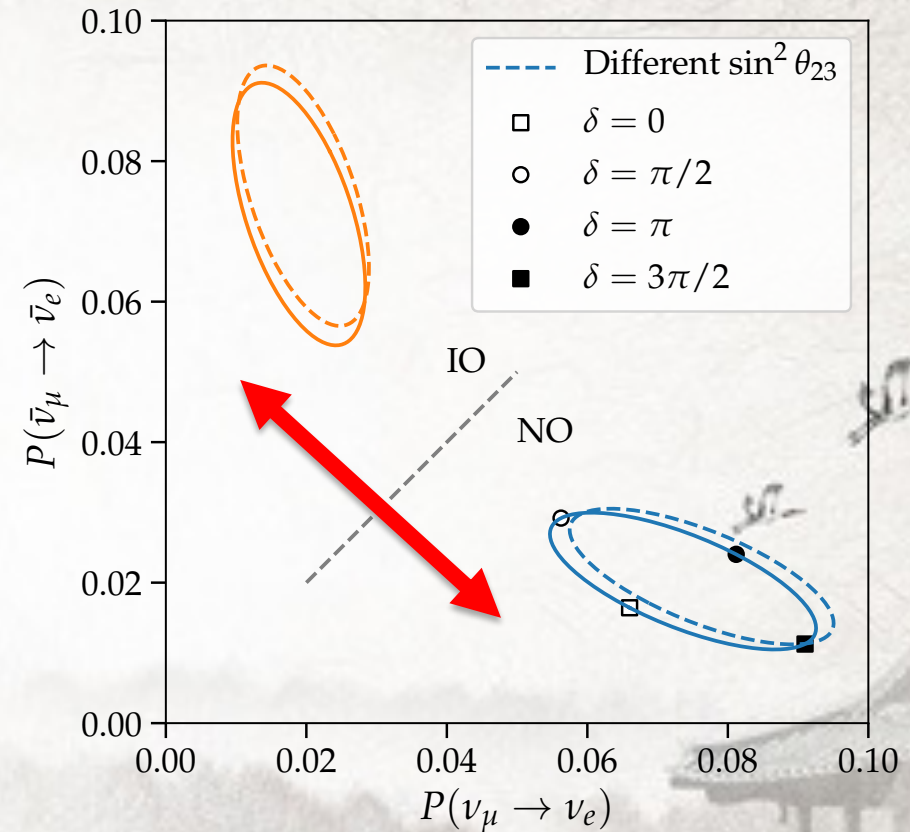 0.10
Different sin² θ₂₃
δ = 0
δ = π/2
δ = π
δ = 3π/2
0.08
0.06
IO
NO
0.04
0.02
0.00
P(ν̄_μ → ν̄_e)
0.00 0.02 0.04 0.06 0.08 0.10
P(ν_μ → ν_e)